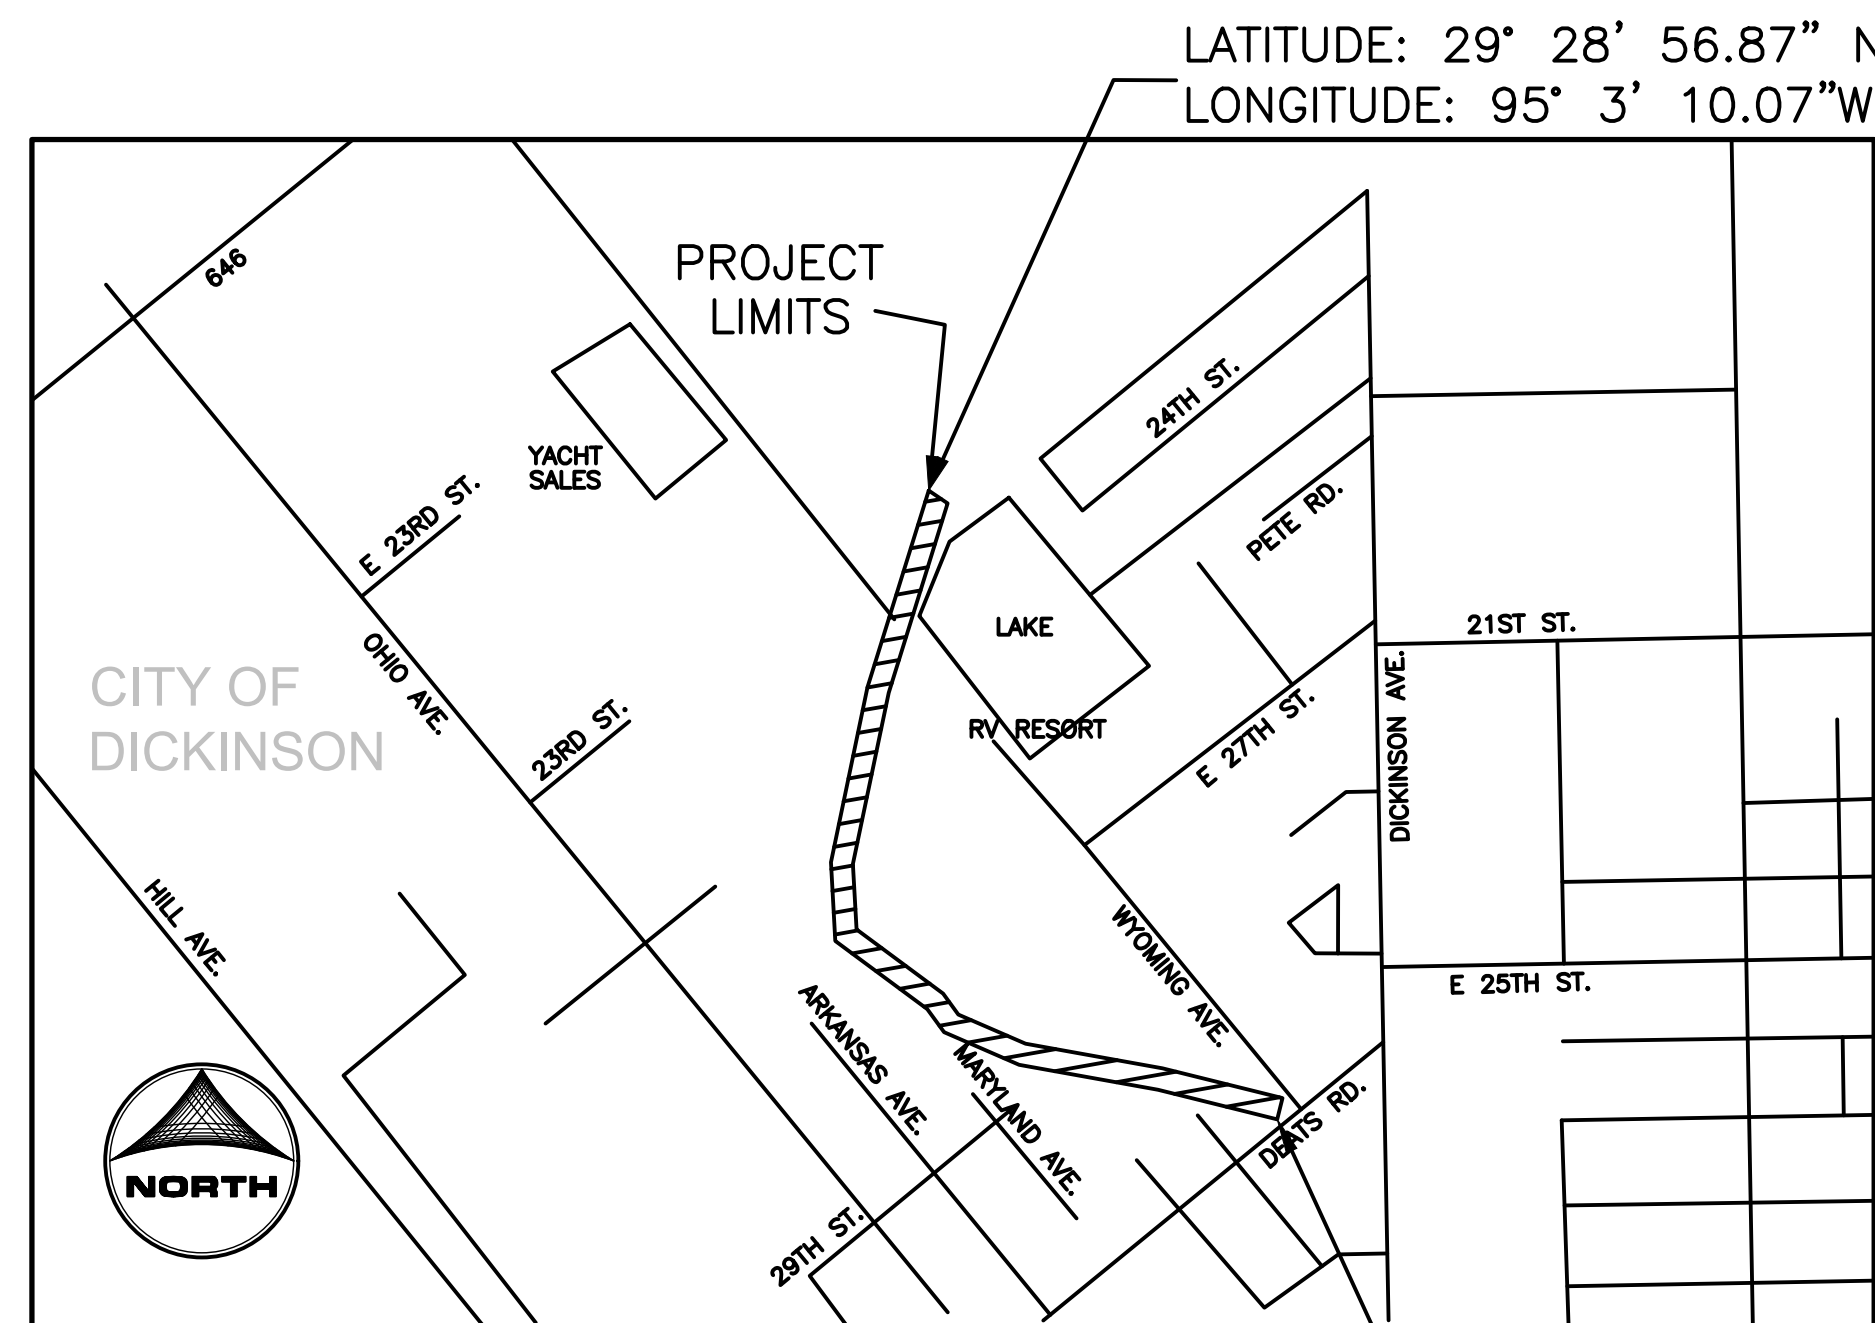 LATITUDE: 29° 28’ 56.87” N
LONGITUDE: 95° 3’ 10.07”W
646
PROJECT
LIMITS
24TH ST.
YACHT
SALES
E 23RD ST.
PETE RD.
LAKE
21ST ST.
OHIO AVE.
CITY OF
DICKINSON
23RD ST.
RV RESORT
E 27TH ST.
DICKINSON AVE.
HILL AVE.
WYOMING AVE.
E 25TH ST.
ARKANSAS AVE.
MARYLAND AVE.
DEATS RD.
NORTH
29TH ST.